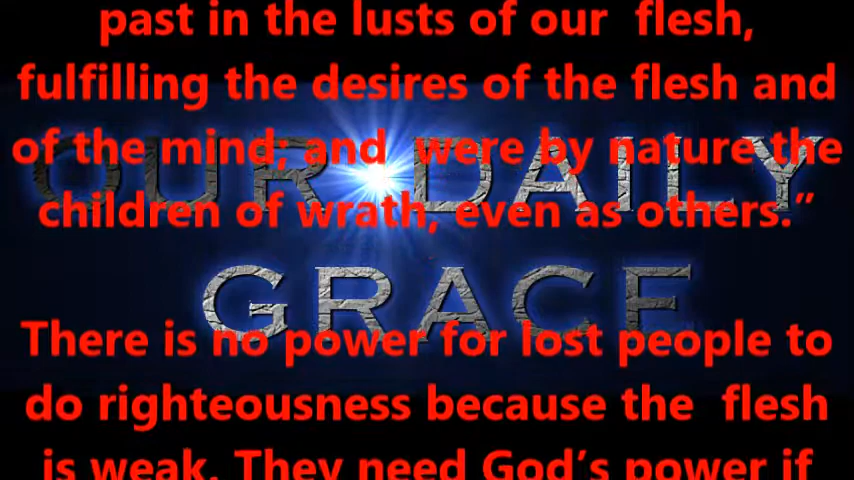 past in the lusts of our flesh,
fulfilling the desires of the flesh and
of the mind; and were by nature the
OUR DAILY
children of wrath, even as others.”
GRACE
There is no power for lost people to
do righteousness because the flesh
is weak. They need God’s power if